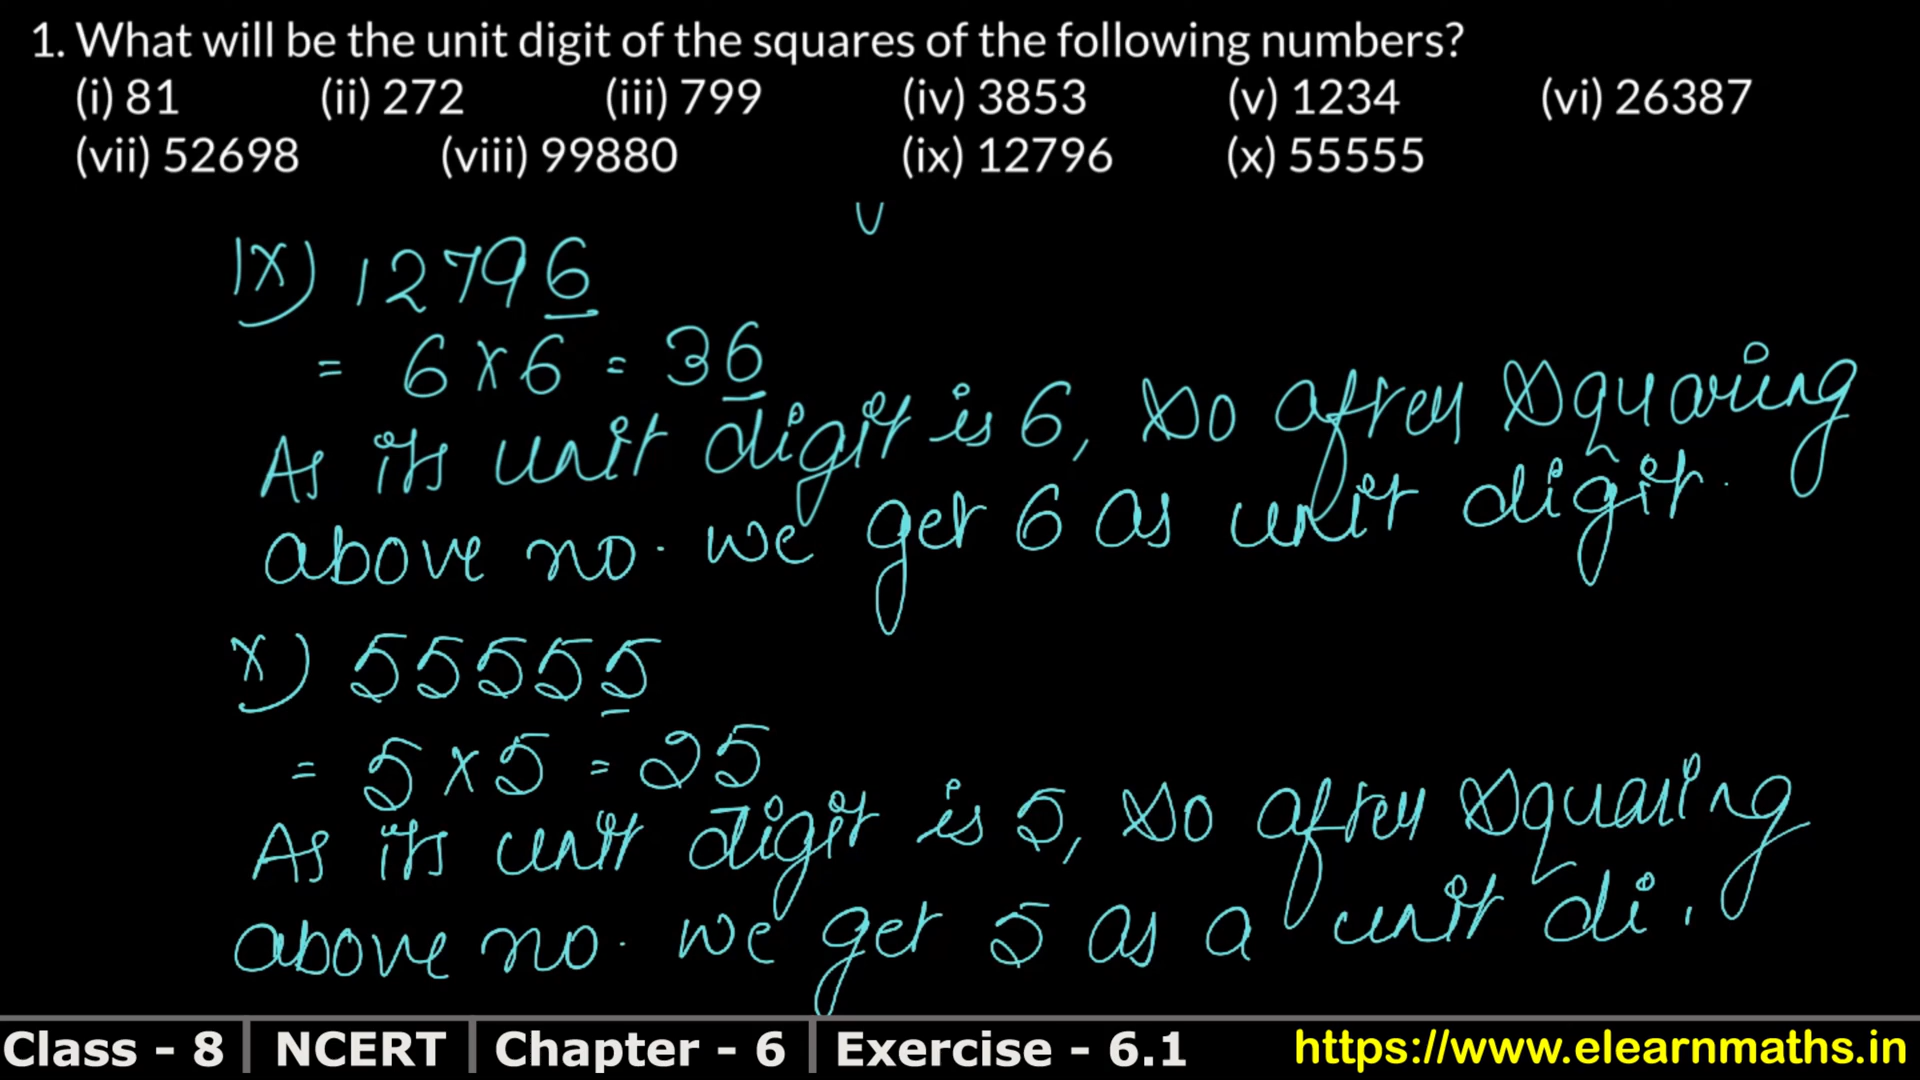 1. What will be the unit digit of the squares of the following numbers?
(i) 81 (ii) 272 (iii) 799 (iv) 3853 (v) 1234 (vi) 26387
(vii) 52698 (viii) 99880 (ix) 12796 (x) 55555
U
IX) 12796
= 6 x 6 = 36
As its unit digit is 6, so after squaring
above no. we get 6 as unit digit.
X) 55555
= 5 x 5 = 25
As its unit digit is 5, so after squaring
above no. we get 5 as a unit di.
Class - 8 | NCERT | Chapter - 6 | Exercise - 6.1 https://www.elearnmaths.in